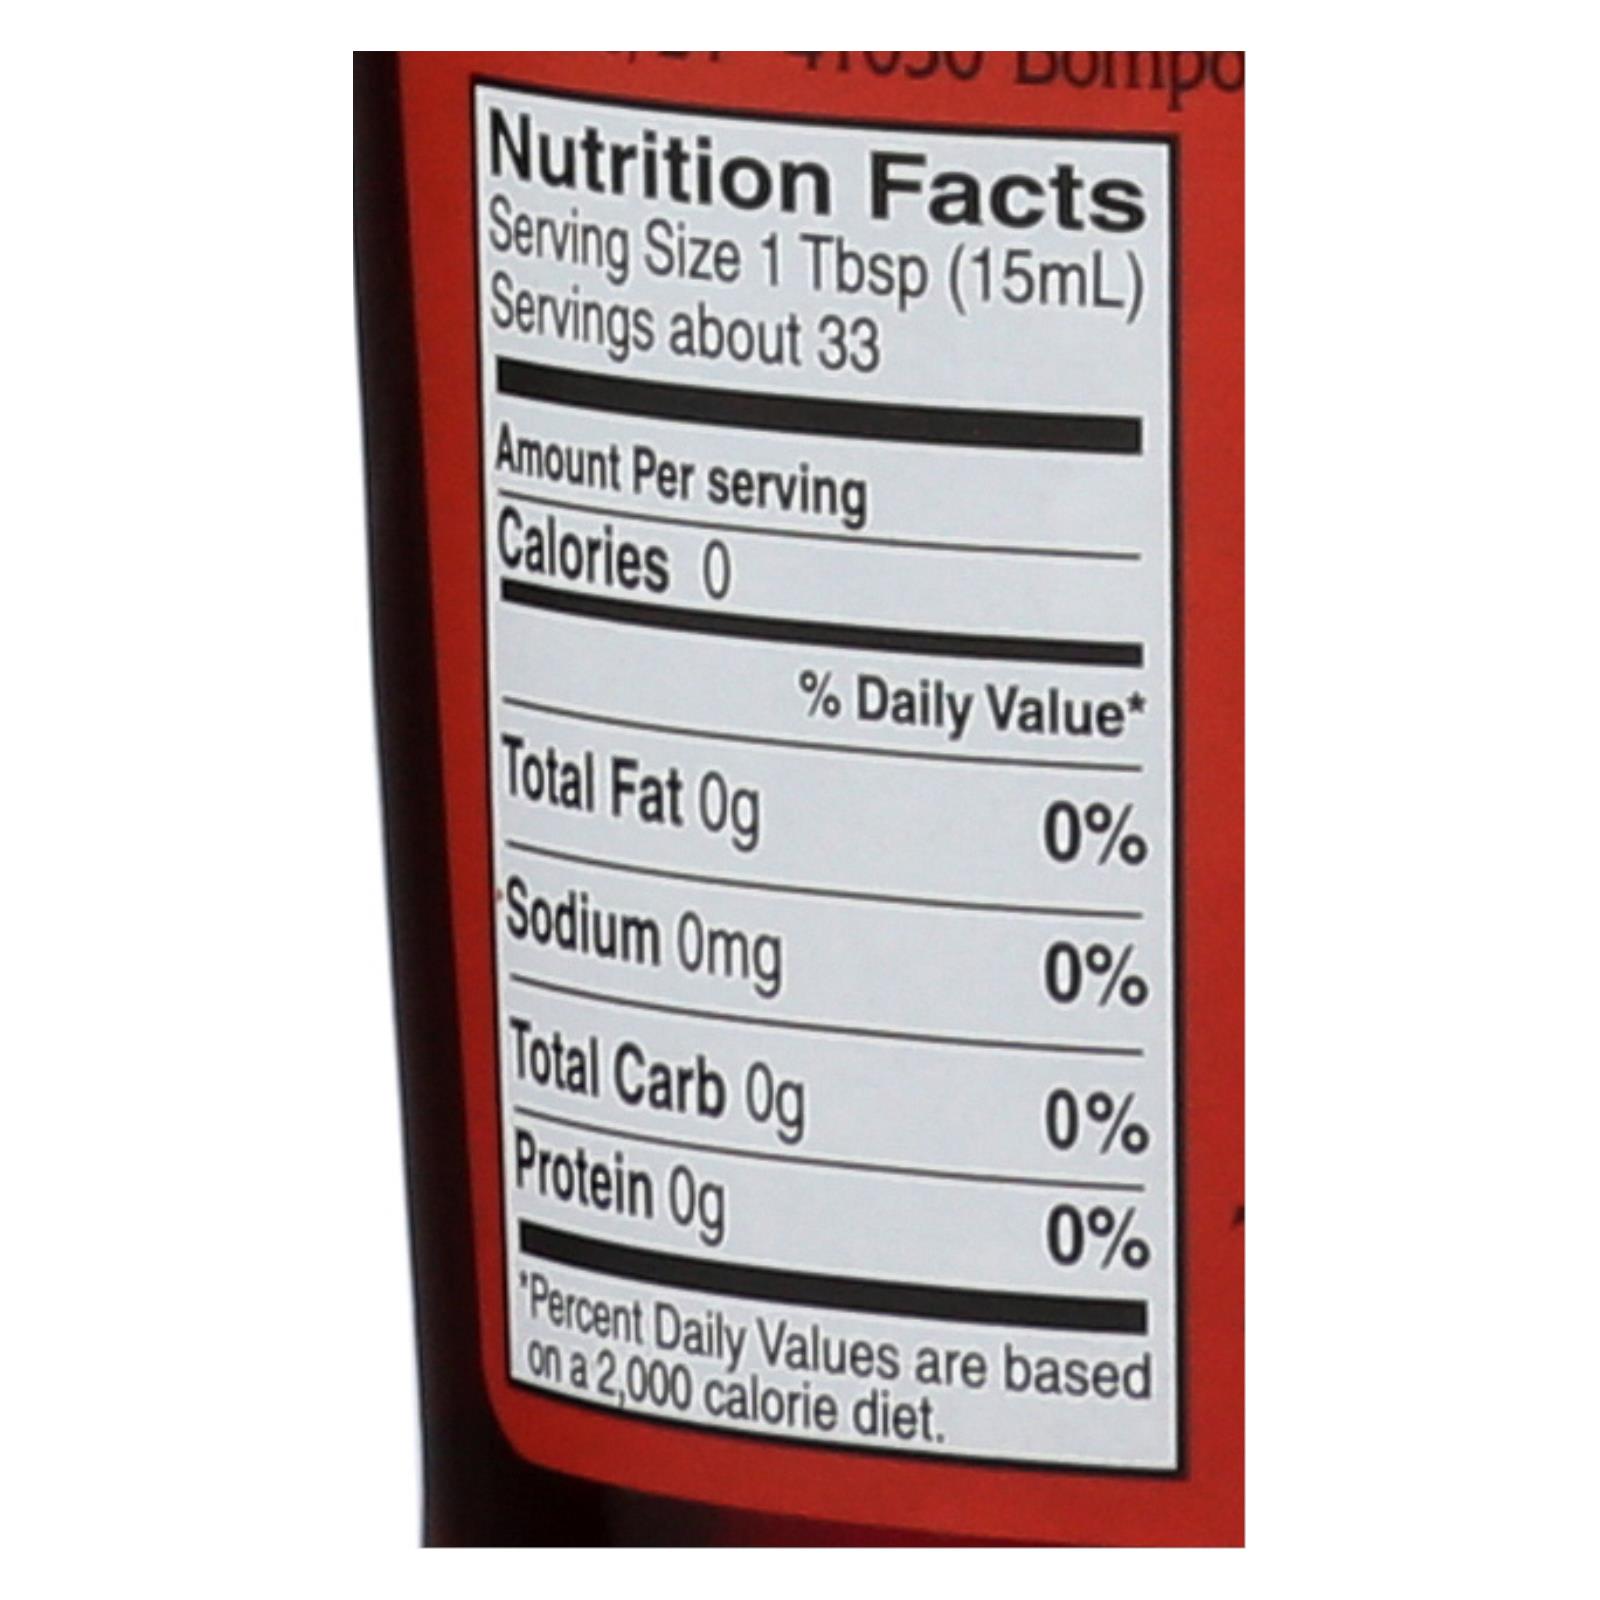 41030 Bompo
Nutrition Facts
Serving Size 1 Tbsp (15mL)
Servings about 33
Amount Per serving
Calories 0
% Daily Value*
Total Fat 0g 0%
Sodium 0mg 0%
Total Carb 0g 0%
Protein 0g 0%
*Percent Daily Values are based
on a 2,000 calorie diet.